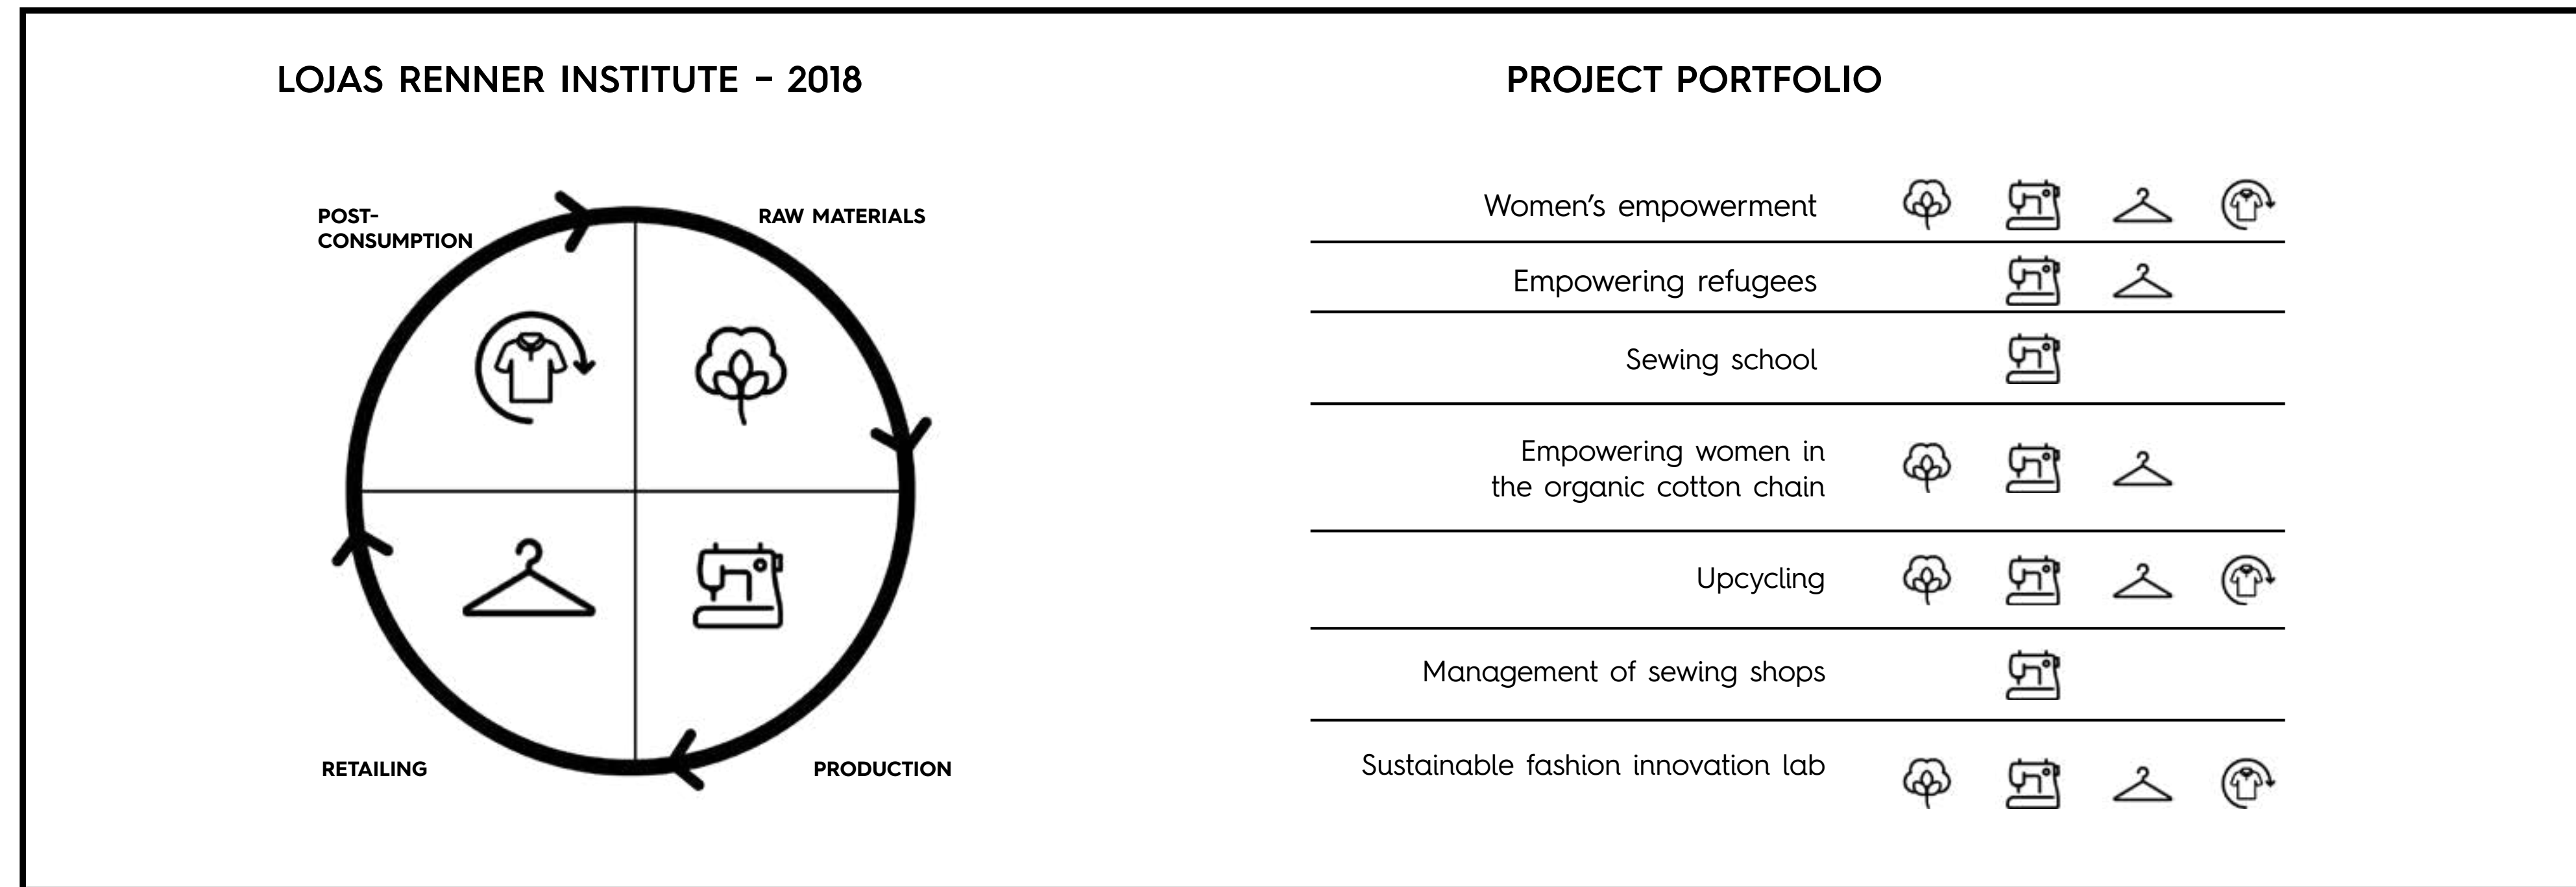 LOJAS RENNER INSTITUTE - 2018
POST-
CONSUMPTION
RAW MATERIALS
RETAILING
PRODUCTION
PROJECT PORTFOLIO
Women's empowerment
Empowering refugees
Sewing school
Empowering women in
the organic cotton chain
Upcycling
Management of sewing shops
Sustainable fashion innovation lab